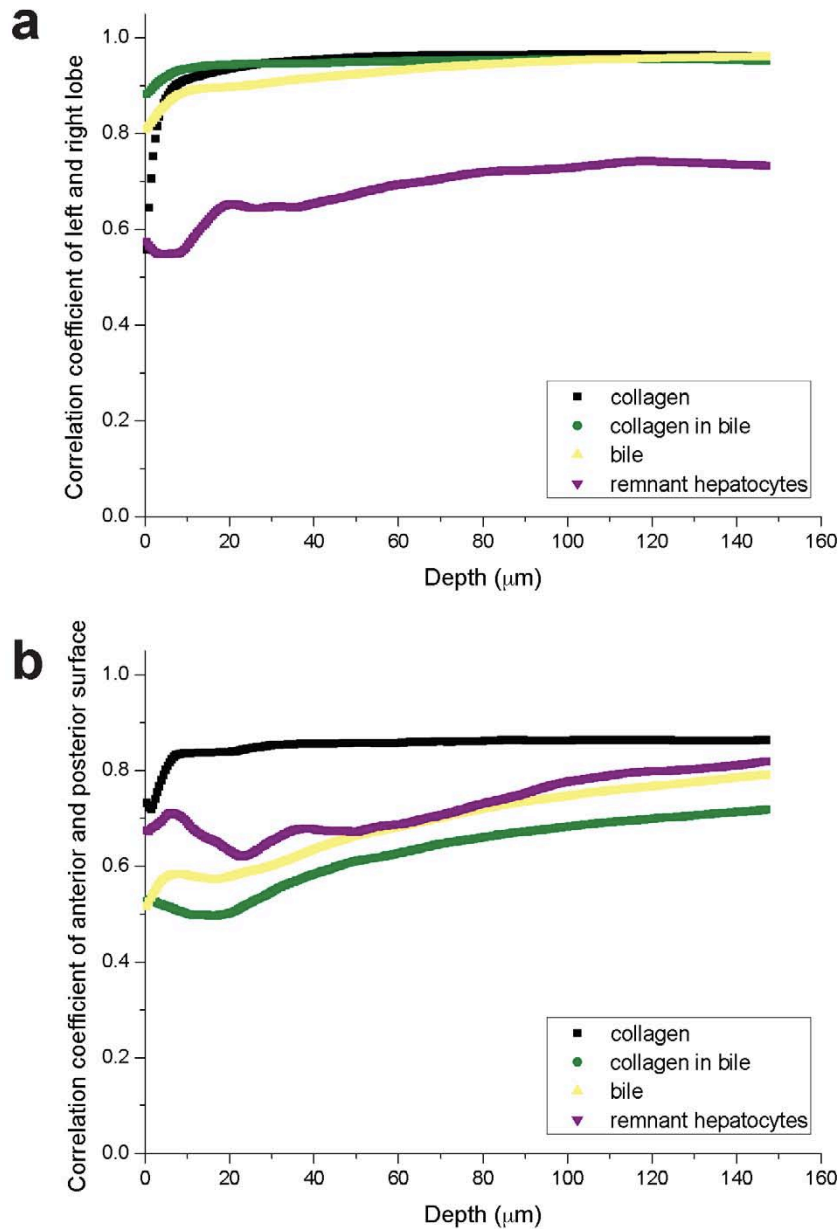 a
Correlation coefficient of left and right lobe
1.0
0.8
0.6
0.4
0.2
0.0
collagen
collagen in bile
bile
remnant hepatocytes
0 20 40 60 80 100 120 140 160
Depth (μm)
b
Correlation coefficient of anterior and posterior surface
1.0
0.8
0.6
0.4
0.2
0.0
collagen
collagen in bile
bile
remnant hepatocytes
0 20 40 60 80 100 120 140 160
Depth (μm)